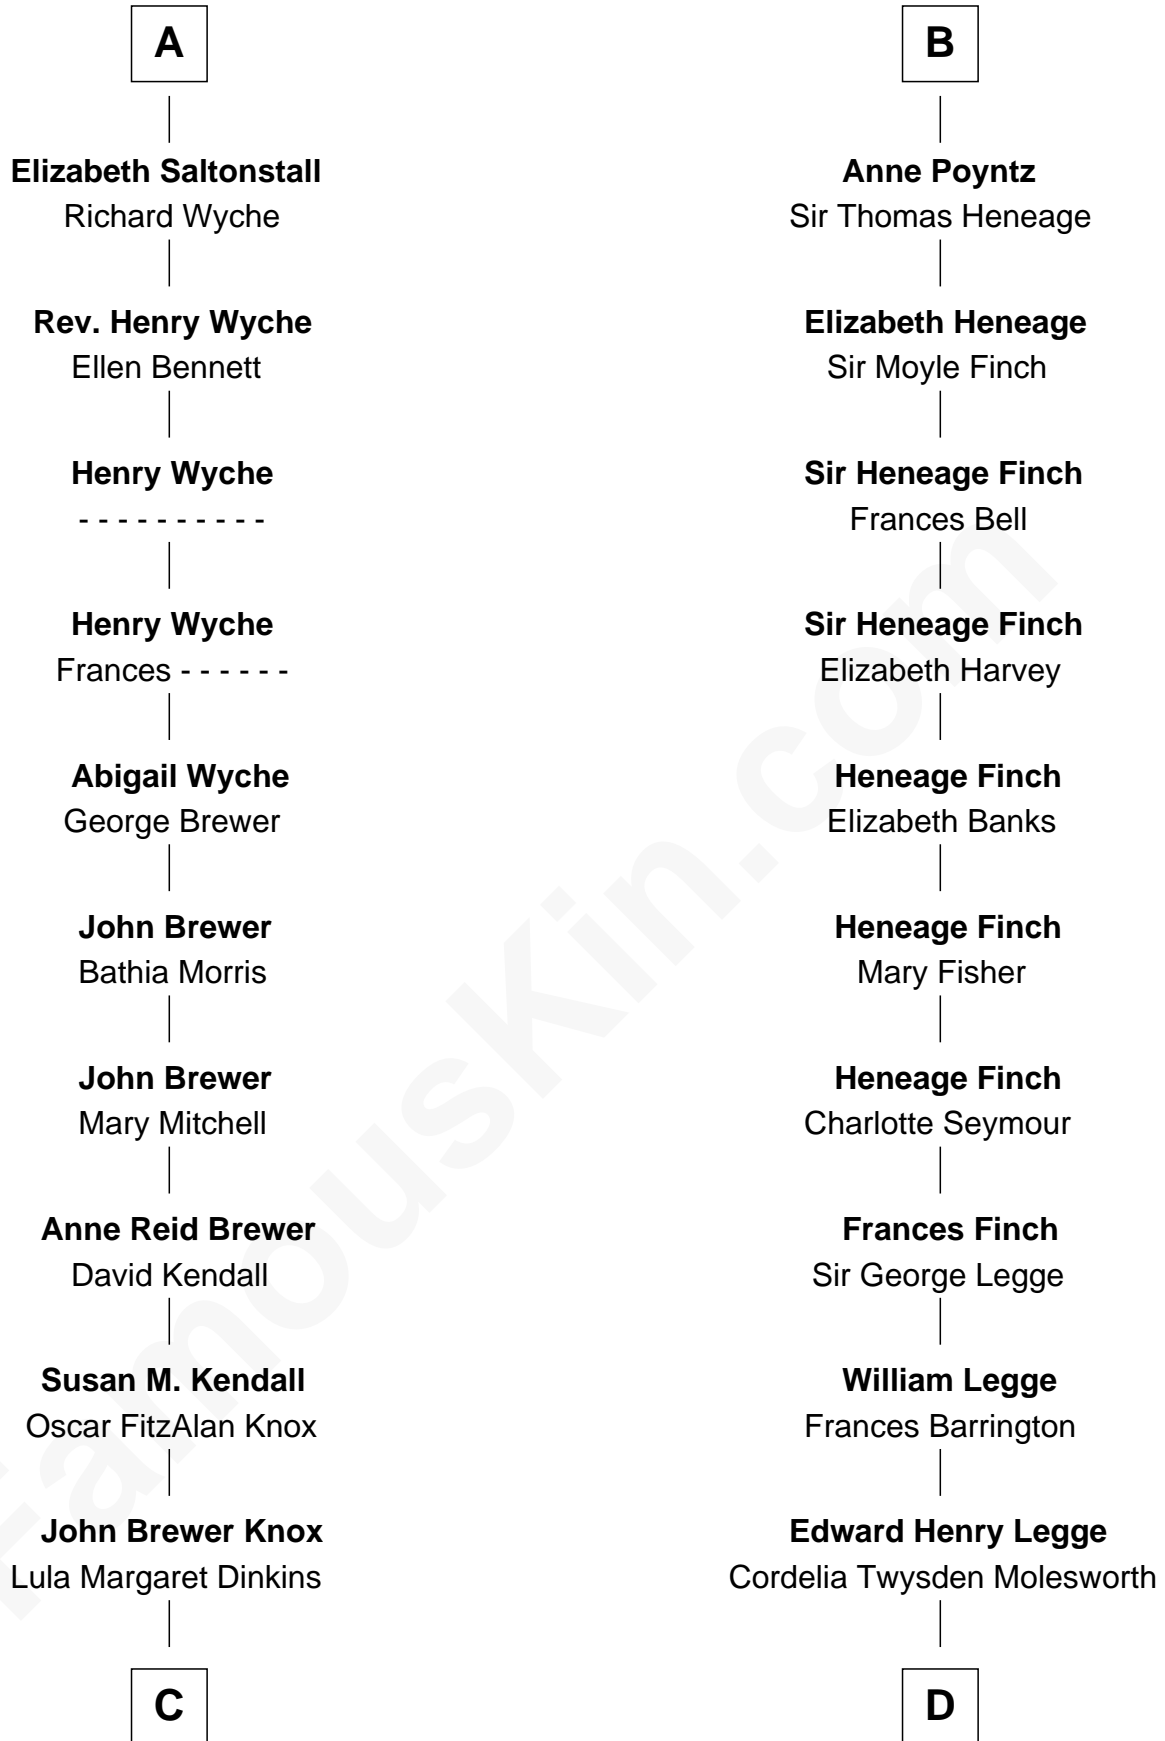 A
Elizabeth Saltonstall
Richard Wyche
Rev. Henry Wyche
Ellen Bennett
Henry Wyche
- - - - - - - - - -
Henry Wyche
Frances - - - - - -
Abigail Wyche
George Brewer
John Brewer
Bathia Morris
John Brewer
Mary Mitchell
Anne Reid Brewer
David Kendall
Susan M. Kendall
Oscar FitzAlan Knox
John Brewer Knox
Lula Margaret Dinkins
C
B
Anne Poyntz
Sir Thomas Heneage
Elizabeth Heneage
Sir Moyle Finch
Sir Heneage Finch
Frances Bell
Sir Heneage Finch
Elizabeth Harvey
Heneage Finch
Elizabeth Banks
Heneage Finch
Mary Fisher
Heneage Finch
Charlotte Seymour
Frances Finch
Sir George Legge
William Legge
Frances Barrington
Edward Henry Legge
Cordelia Twysden Molesworth
D
FamousKin.com